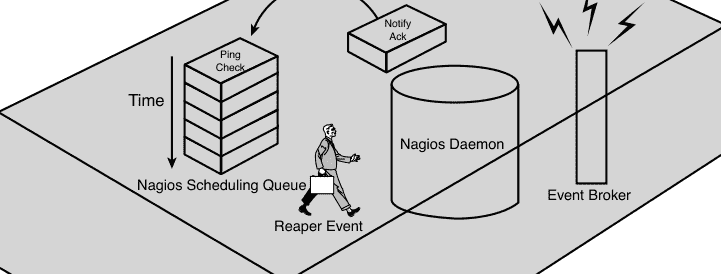 Notify
Ack
Ping
Check
Time
Nagios Daemon
Nagios Scheduling Queue
Event Broker
Reaper Event